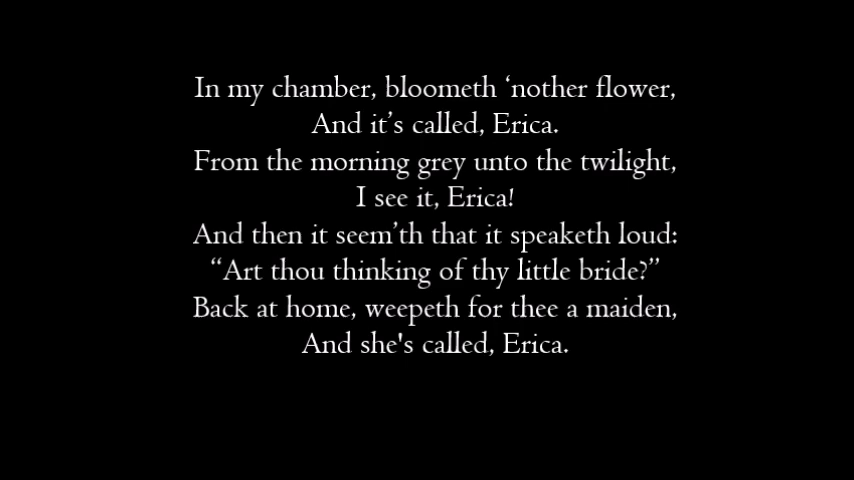 In my chamber, bloometh ‘nother flower,
And it’s called, Erica.
From the morning grey unto the twilight,
I see it, Erica!
And then it seem’th that it speaketh loud:
“Art thou thinking of thy little bride?”
Back at home, weepeth for thee a maiden,
And she's called, Erica.